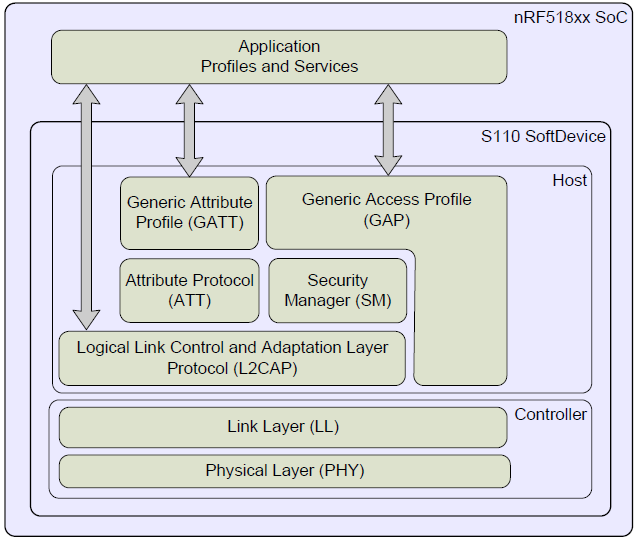 nRF518xx SoC
Application
Profiles and Services
S110 SoftDevice
Host
Generic Attribute
Profile (GATT)
Generic Access Profile
(GAP)
Attribute Protocol
(ATT)
Security
Manager (SM)
Logical Link Control and Adaptation Layer
Protocol (L2CAP)
Controller
Link Layer (LL)
Physical Layer (PHY)